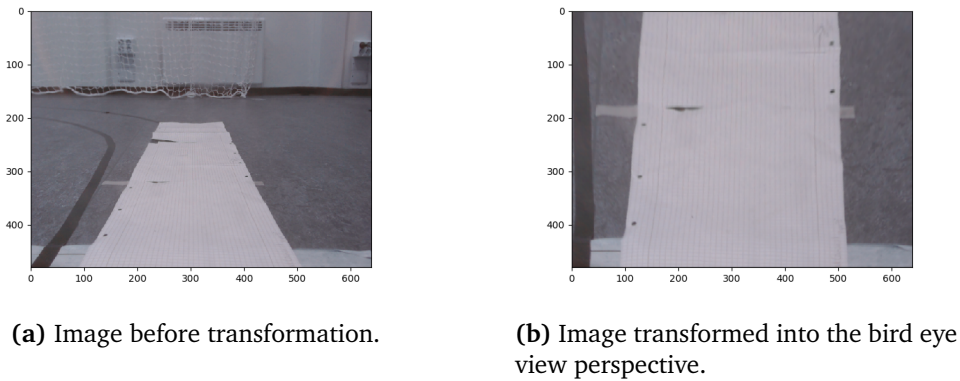 0
100
200
300
400
0 100 200 300 400 500 600
0
100
200
300
400
0 100 200 300 400 500 600
(a) Image before transformation.
(b) Image transformed into the bird eye
view perspective.